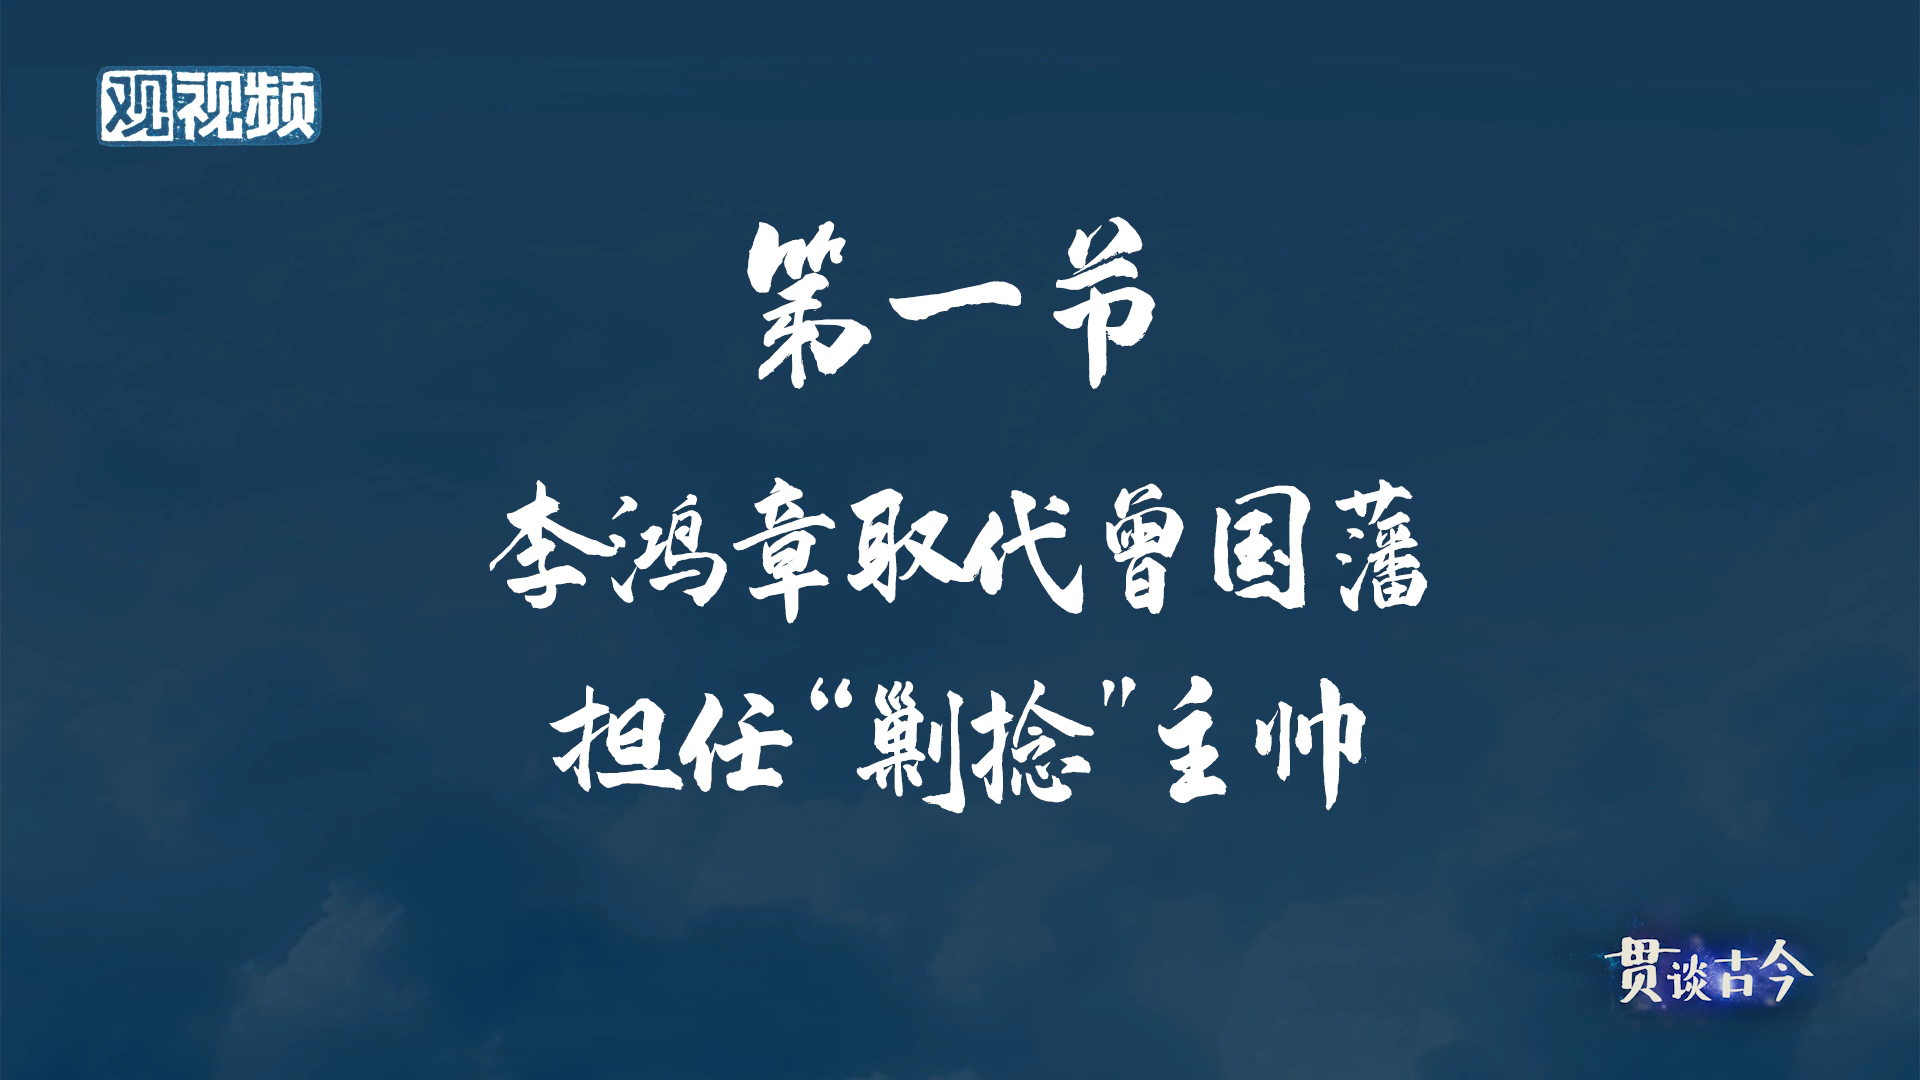 观视频
第一节
李鸿章取代曾国藩
担任“剿捻”主帅
贯谈古今